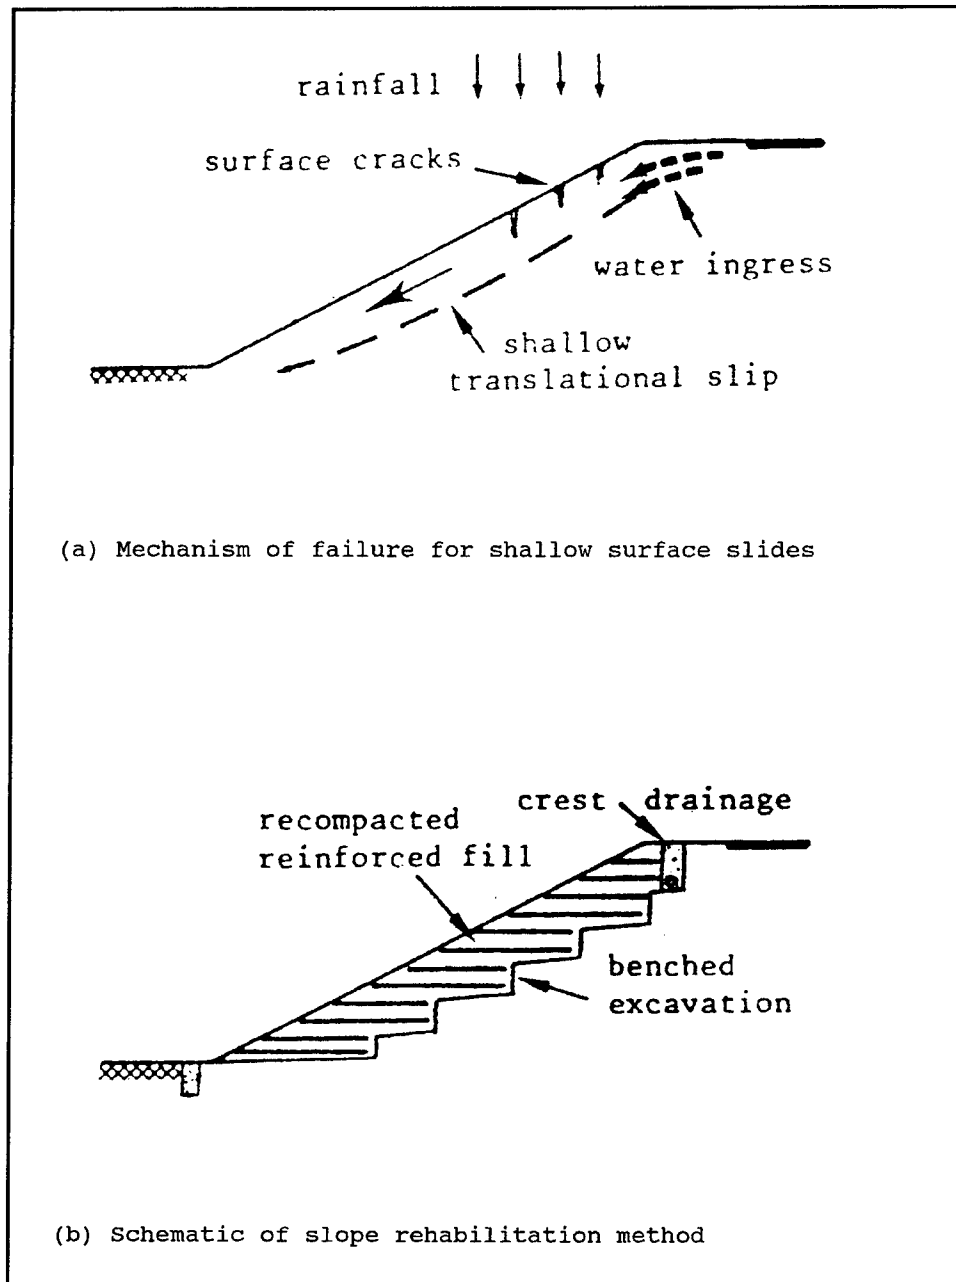 rainfall
surface cracks
water ingress
shallow
translational slip
(a) Mechanism of failure for shallow surface slides
crest drainage
recompacted
reinforced fill
benched
excavation
(b) Schematic of slope rehabilitation method